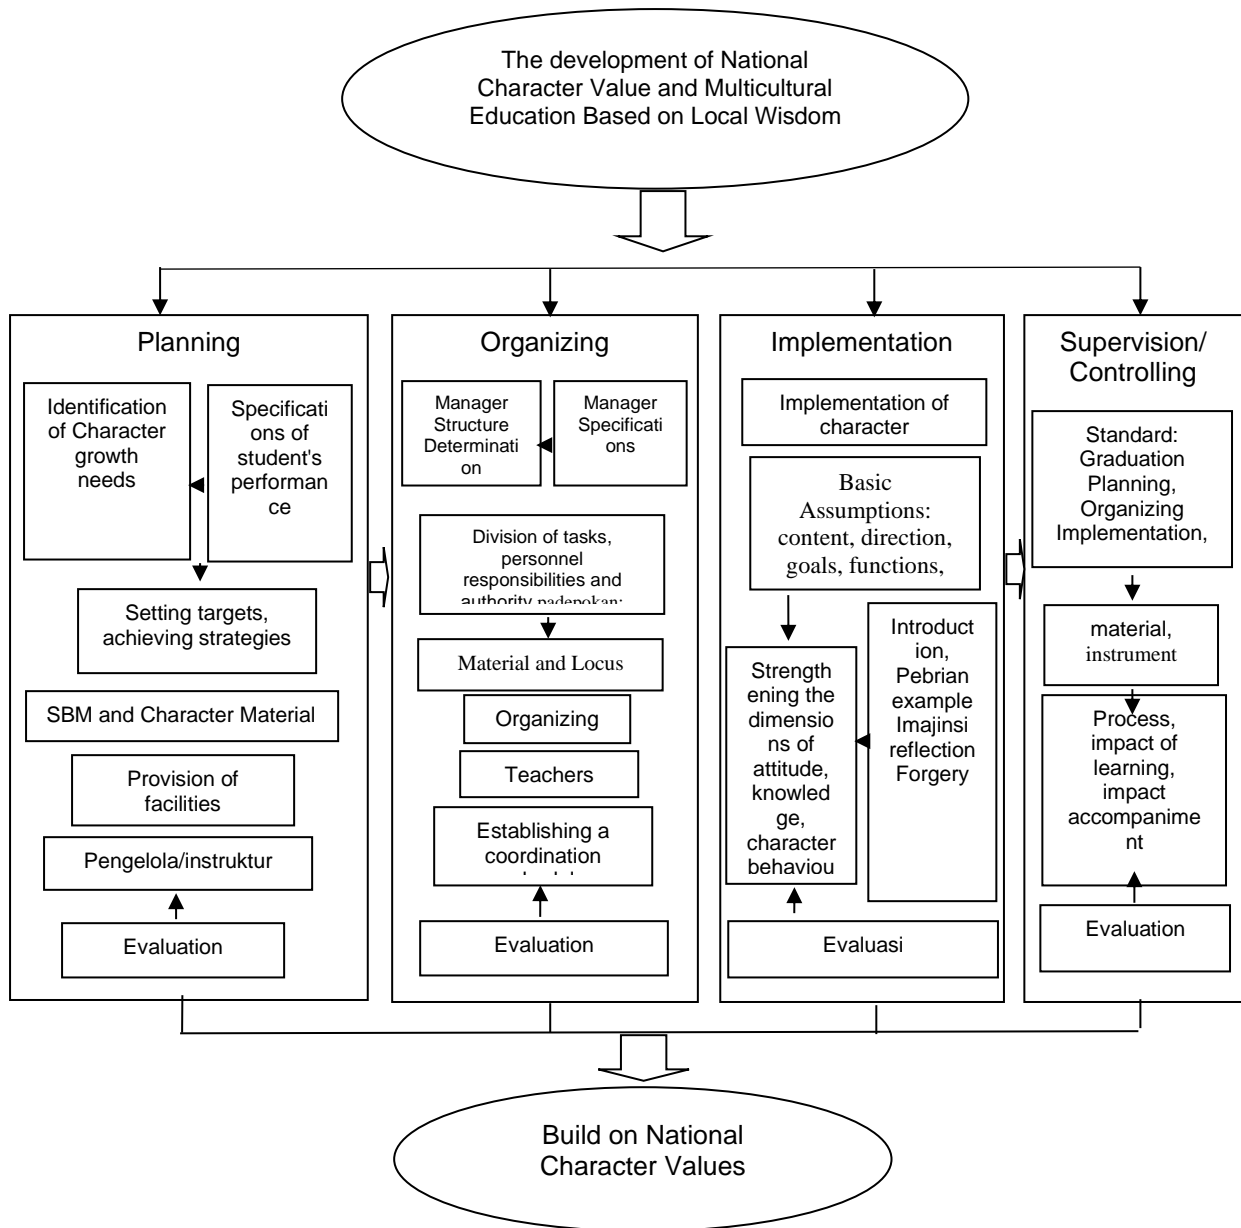 The development of National
Character Value and Multicultural
Education Based on Local Wisdom
Planning
Identification
of Character
growth
needs
Specificati
ons of
student's
performan
ce
Setting targets,
achieving strategies
SBM and Character Material
Provision of
facilities
Pengelola/instruktur
Evaluation
Organizing
Manager
Structure
Determinati
on
Manager
Specificati
ons
Division of tasks,
personnel
responsibilities and
authority padepokan:
Material and Locus
Organizing
Teachers
Establishing a
coordination
Evaluation
Implementation
Implementation of
character
Basic
Assumptions:
content, direction,
goals, functions,
Strength
ening the
dimensio
ns of
attitude,
knowled
ge,
character
behaviou
Introduct
ion,
Pebrian
example
Imajinsi
reflection
Forgery
Evaluasi
Supervision/
Controlling
Standard:
Graduation
Planning,
Organizing
Implementation,
material,
instrument
Process,
impact of
learning,
impact
accompanime
nt
Evaluation
Build on National
Character Values